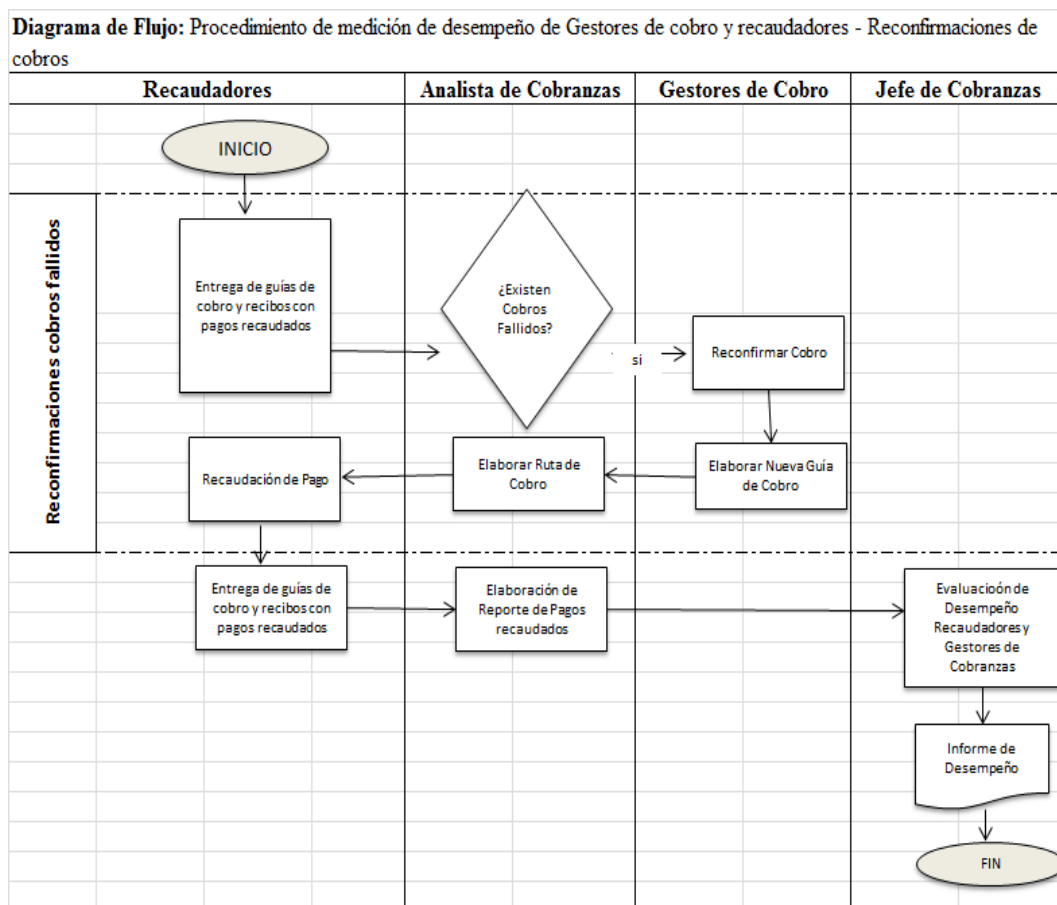 Diagrama de Flujo: Procedimiento de medición de desempeño de Gestores de cobro y recaudadores - Reconfirmaciones de
cobros
Recaudadores
Analista de Cobranzas
Gestores de Cobro
Jefe de Cobranzas
INICIO
Reconfirmaciones cobros fallidos
Entrega de guías de
cobro y recibos con
pagos recaudados
¿Existen
Cobros
Fallidos?
si
Reconfirmar Cobro
Recaudación de Pago
Elaborar Ruta de
Cobro
Elaborar Nueva Guía
de Cobro
Entrega de guías de
cobro y recibos con
pagos recaudados
Elaboración de
Reporte de Pagos
recaudados
Evaluacióon de
Desempeño
Recaudadores y
Gestores de
Cobranzas
Informe de
Desempeño
FIN